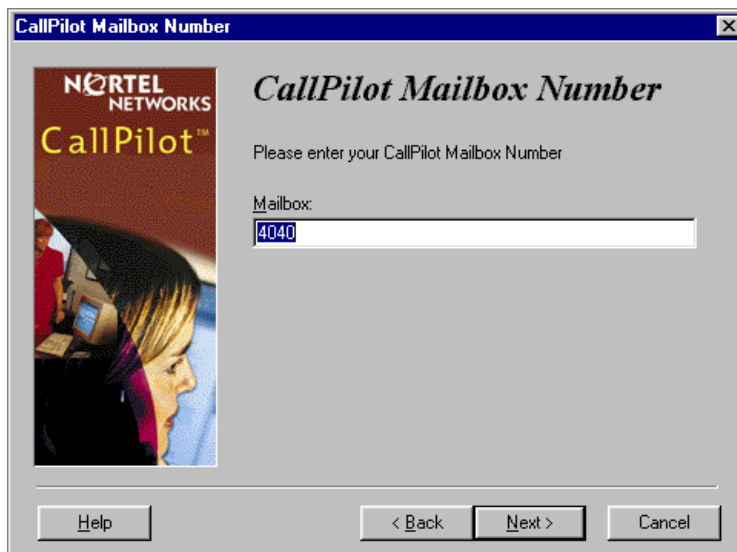 CallPilot Mailbox Number
NORTEL
NETWORKS
CallPilot™
CallPilot Mailbox Number
Please enter your CallPilot Mailbox Number
Mailbox:
4040
Help
< Back
Next >
Cancel